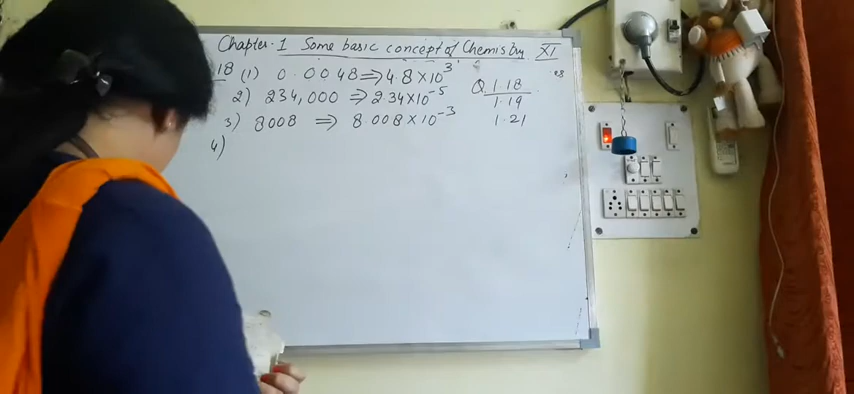 Chapter-1 Some basic concept of Chemistry XI
18 (1) 0.0048 ⇒ 4.8×10³
2) 234,000 ⇒ 2.34×10⁻⁵
3) 8008 ⇒ 8.008×10⁻³
4)
Q 1.18
1.19
1.21